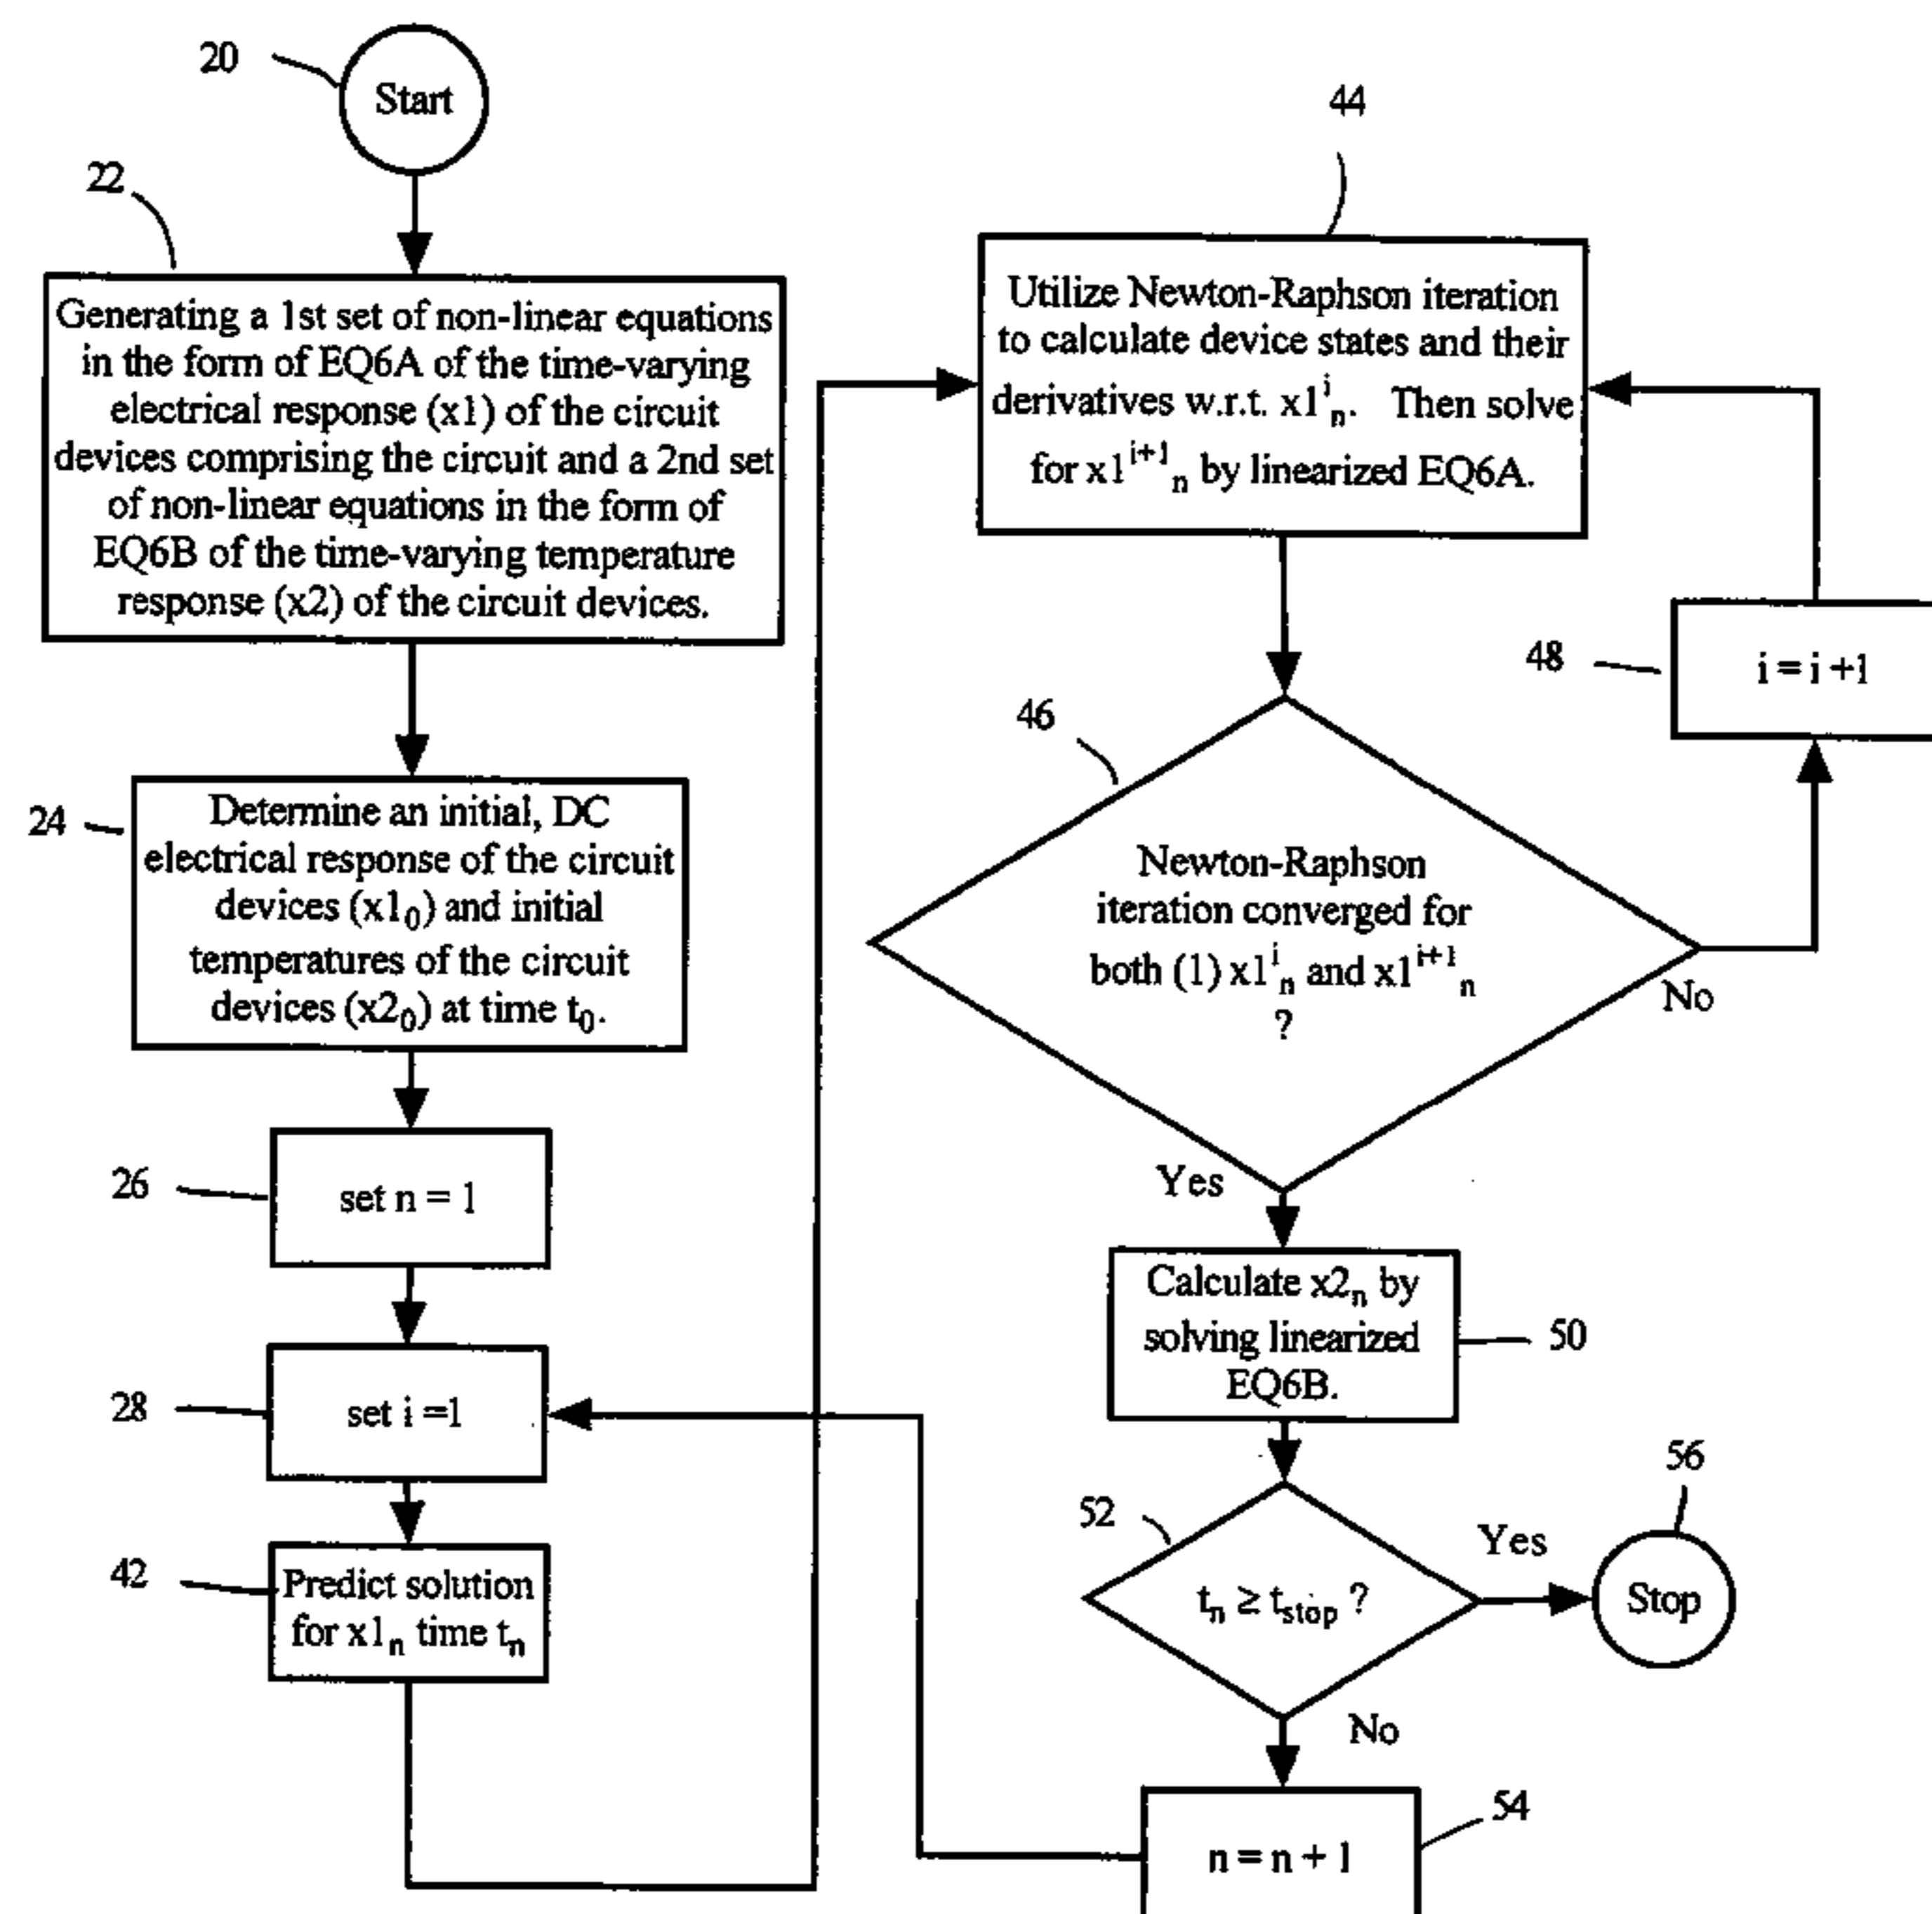 20
Start
22
Generating a 1st set of non-linear equations
in the form of EQ6A of the time-varying
electrical response (x1) of the circuit
devices comprising the circuit and a 2nd set
of non-linear equations in the form of
EQ6B of the time-varying temperature
response (x2) of the circuit devices.
24
Determine an initial, DC
electrical response of the circuit
devices (x1₀) and initial
temperatures of the circuit
devices (x2₀) at time t₀.
26
set n = 1
28
set i =1
42
Predict solution
for x1ₙ time tₙ
44
Utilize Newton-Raphson iteration
to calculate device states and their
derivatives w.r.t. x1ⁱₙ. Then solve
for x1ⁱ⁺¹ₙ by linearized EQ6A.
48
i = i +1
46
Newton-Raphson
iteration converged for
both (1) x1ⁱₙ and x1ⁱ⁺¹ₙ
?
No
Yes
Calculate x2ₙ by
solving linearized
EQ6B.
50
52
tₙ ≥ tₛₜₒₚ ?
Yes
56
Stop
No
54
n = n + 1